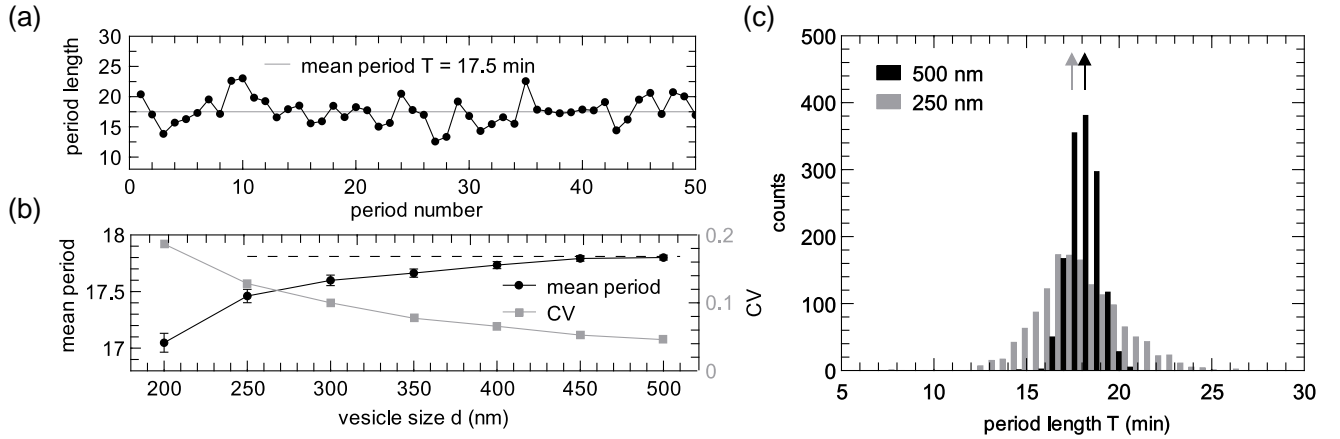 (a)
30
25
20
15
10
period length
mean period T = 17.5 min
0 10 20 30 40 50
period number
(b)
18
17.5
17
mean period
0.2
0.1
0
CV
mean period
CV
200 250 300 350 400 450 500
vesicle size d (nm)
(c)
500
400
300
200
100
0
counts
500 nm
250 nm
5 10 15 20 25 30
period length T (min)